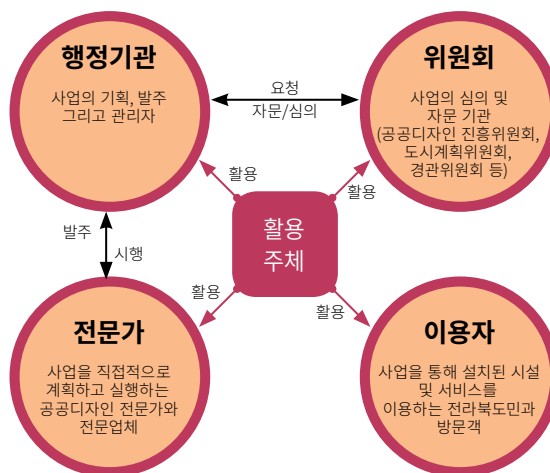 행정기관
사업의 기획, 발주
그리고 관리자
요청
자문/심의
위원회
사업의 심의 및
자문 기관
(공공디자인 진흥위원회,
도시계획위원회,
경관위원회 등)
활용
활용
활용
주체
발주
시행
활용
활용
전문가
사업을 직접적으로
계획하고 실행하는
공공디자인 전문가와
전문업체
이용자
사업을 통해 설치된 시설
및 서비스를
이용하는 전라북도민과
방문객